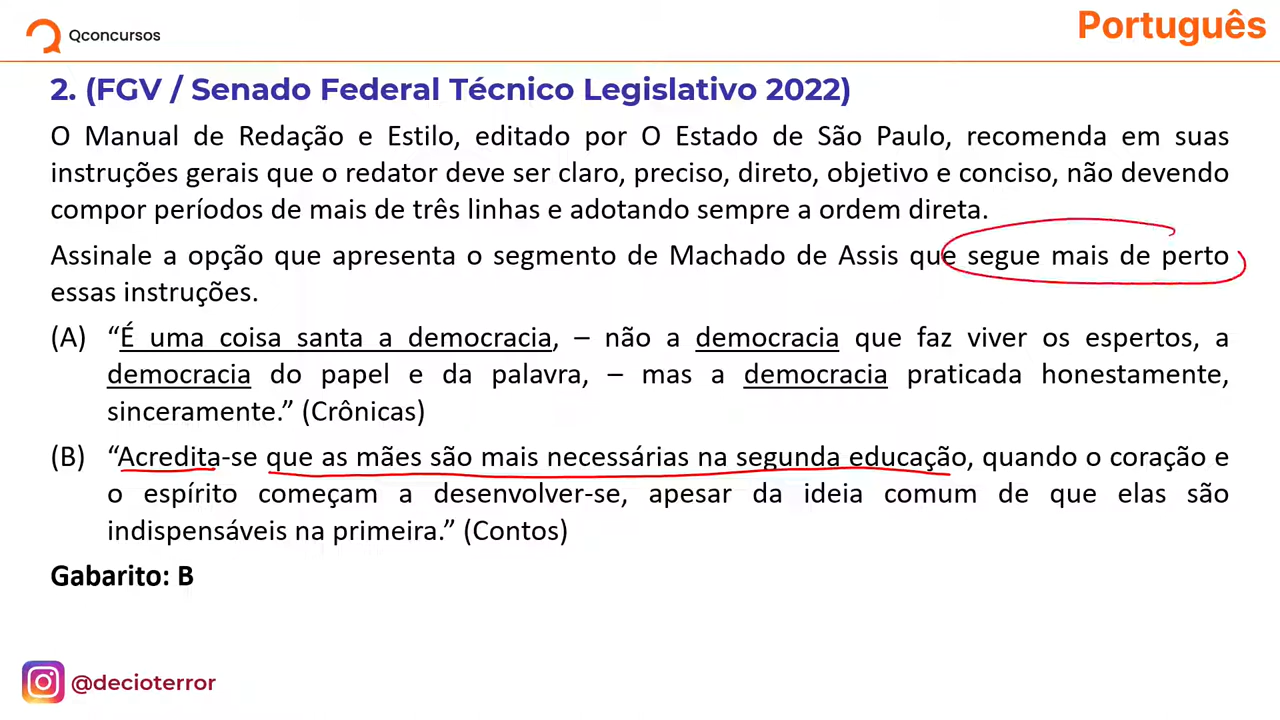 Qconcursos
Português
2. (FGV / Senado Federal Técnico Legislativo 2022)
O Manual de Redação e Estilo, editado por O Estado de São Paulo, recomenda em suas
instruções gerais que o redator deve ser claro, preciso, direto, objetivo e conciso, não devendo
compor períodos de mais de três linhas e adotando sempre a ordem direta.
Assinale a opção que apresenta o segmento de Machado de Assis que segue mais de perto
essas instruções.
(A) “É uma coisa santa a democracia, – não a democracia que faz viver os espertos, a
democracia do papel e da palavra, – mas a democracia praticada honestamente,
sinceramente.” (Crônicas)
(B) “Acredita-se que as mães são mais necessárias na segunda educação, quando o coração e
o espírito começam a desenvolver-se, apesar da ideia comum de que elas são
indispensáveis na primeira.” (Contos)
Gabarito: B
@decioterror